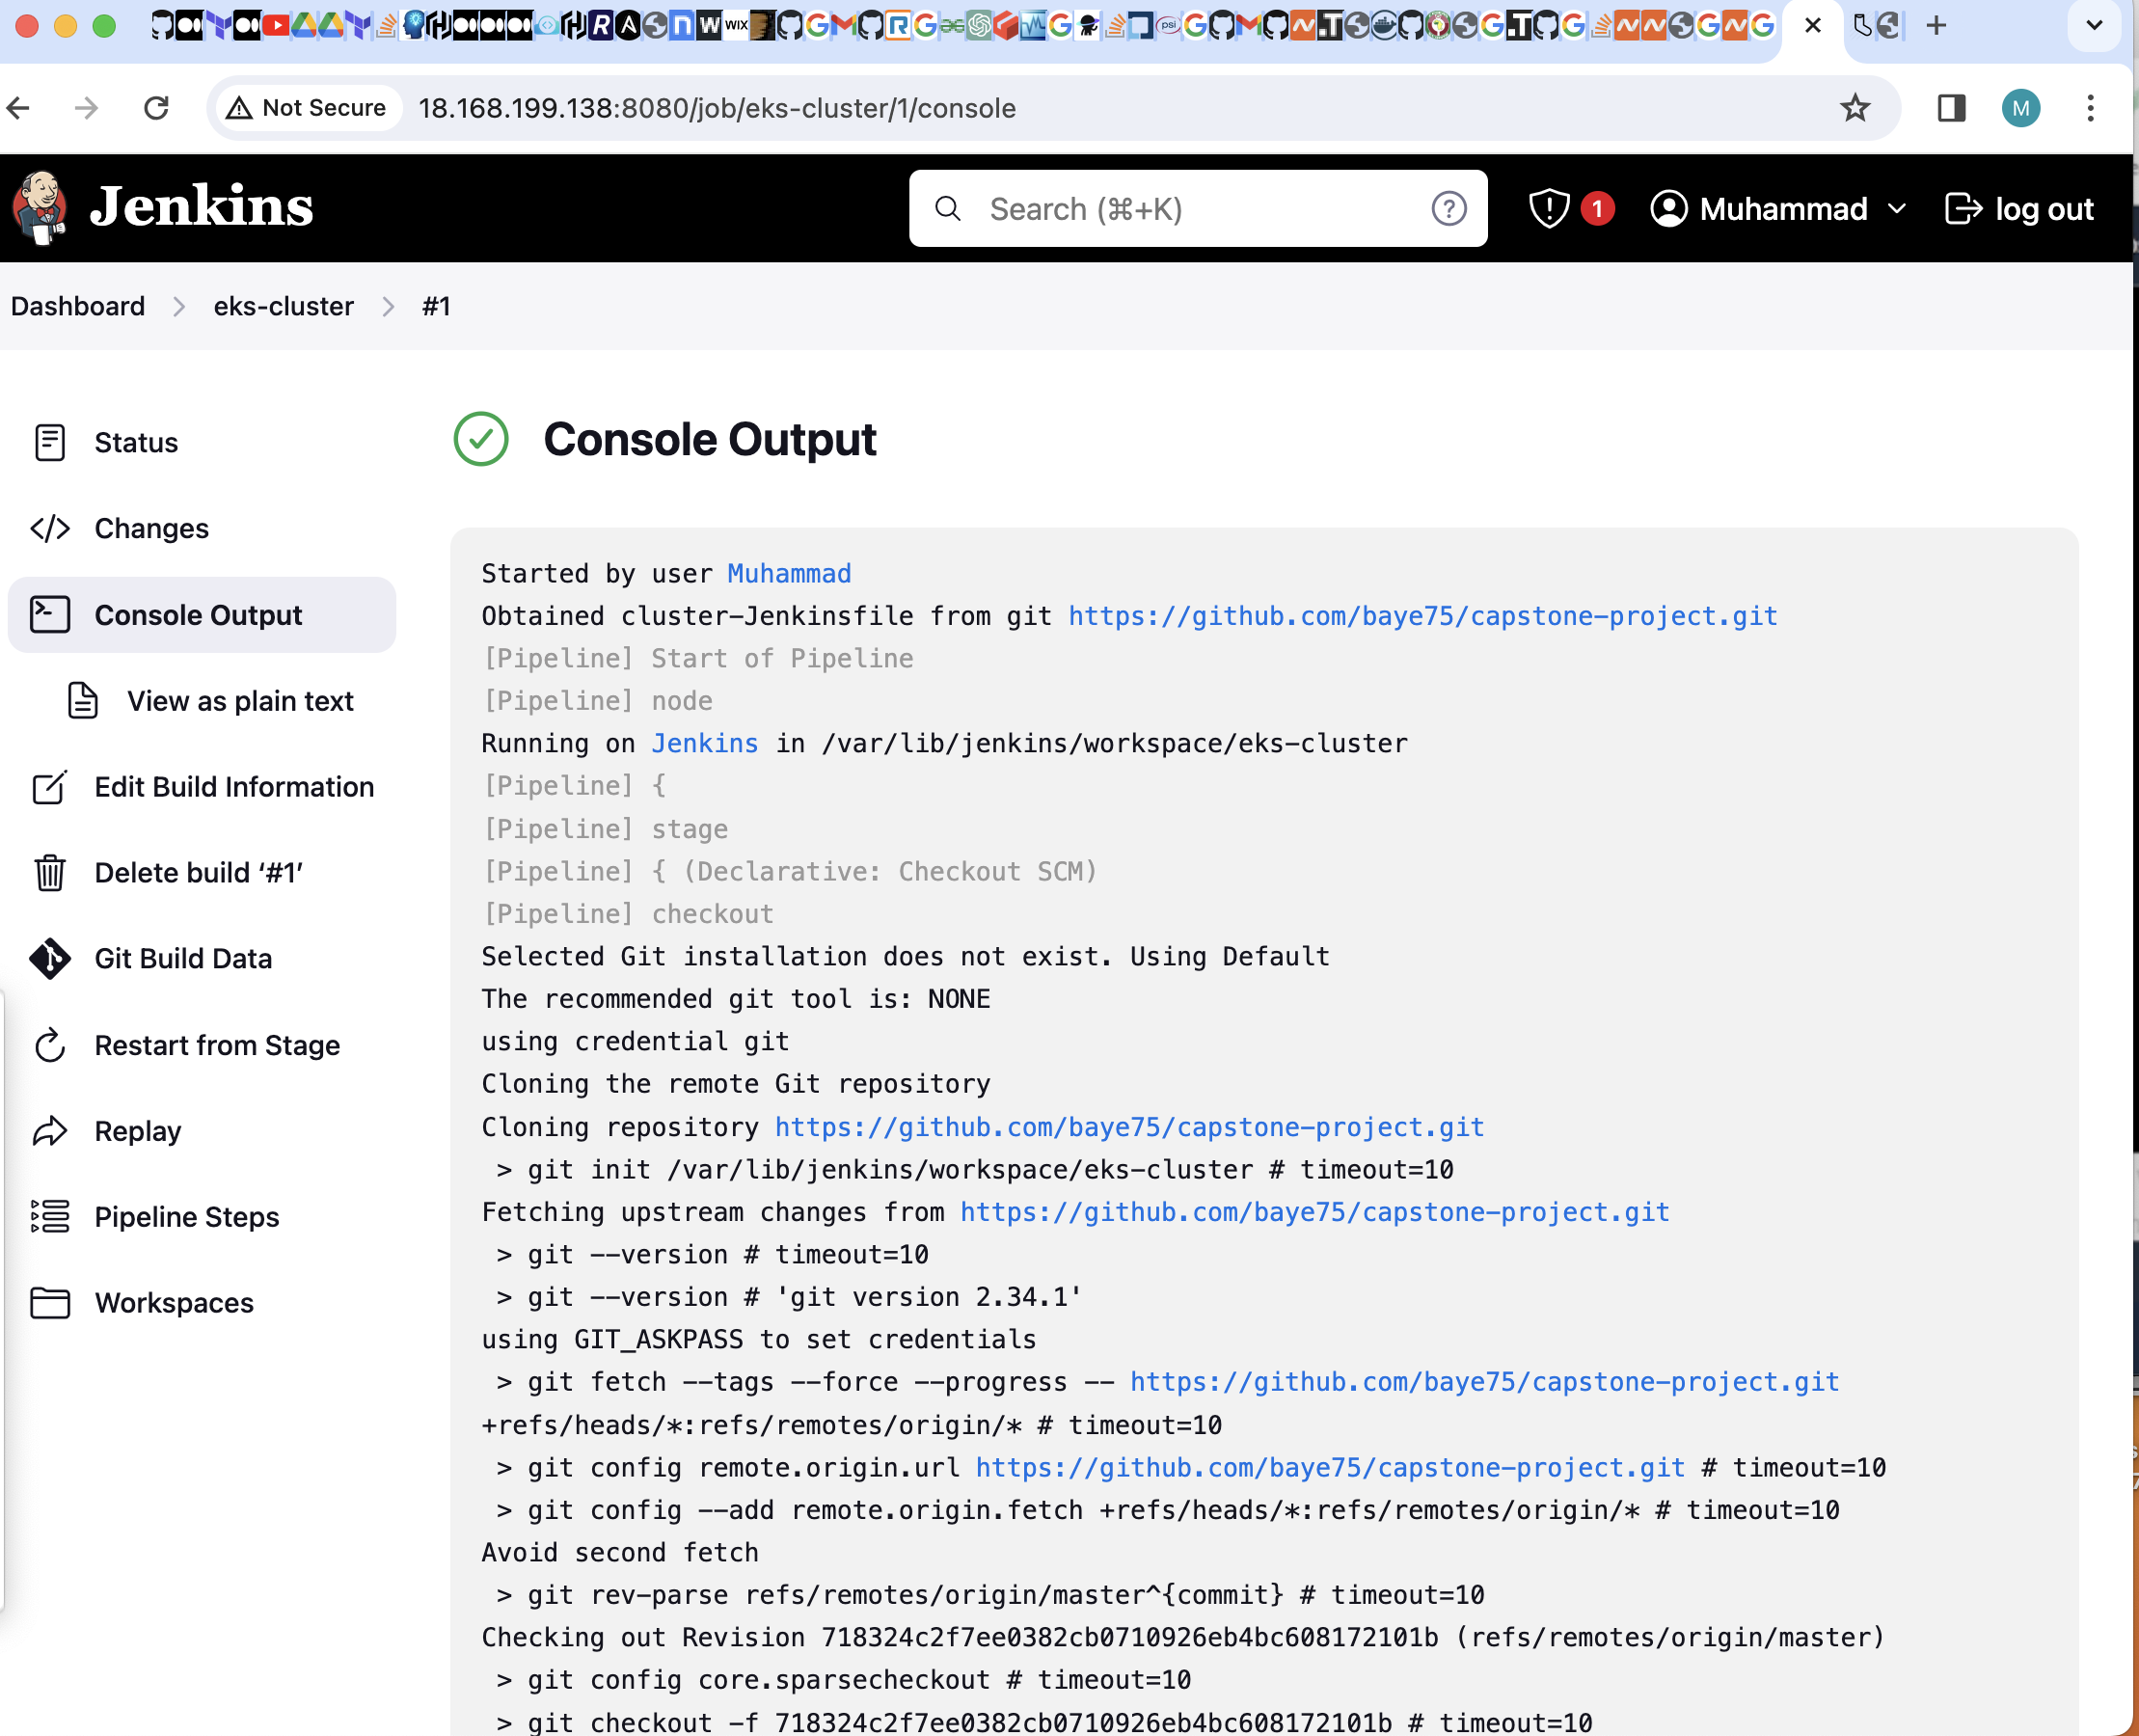 Not Secure 18.168.199.138:8080/job/eks-cluster/1/console M
Jenkins Search (⌘+K) 1 Muhammad log out
Dashboard eks-cluster #1
Status
Changes
Console Output
View as plain text
Edit Build Information
Delete build ‘#1’
Git Build Data
Restart from Stage
Replay
Pipeline Steps
Workspaces
Console Output
Started by user Muhammad
Obtained cluster-Jenkinsfile from git https://github.com/baye75/capstone-project.git
[Pipeline] Start of Pipeline
[Pipeline] node
Running on Jenkins in /var/lib/jenkins/workspace/eks-cluster
[Pipeline] {
[Pipeline] stage
[Pipeline] { (Declarative: Checkout SCM)
[Pipeline] checkout
Selected Git installation does not exist. Using Default
The recommended git tool is: NONE
using credential git
Cloning the remote Git repository
Cloning repository https://github.com/baye75/capstone-project.git
 > git init /var/lib/jenkins/workspace/eks-cluster # timeout=10
Fetching upstream changes from https://github.com/baye75/capstone-project.git
 > git --version # timeout=10
 > git --version # 'git version 2.34.1'
using GIT_ASKPASS to set credentials
 > git fetch --tags --force --progress -- https://github.com/baye75/capstone-project.git
+refs/heads/*:refs/remotes/origin/* # timeout=10
 > git config remote.origin.url https://github.com/baye75/capstone-project.git # timeout=10
 > git config --add remote.origin.fetch +refs/heads/*:refs/remotes/origin/* # timeout=10
Avoid second fetch
 > git rev-parse refs/remotes/origin/master^{commit} # timeout=10
Checking out Revision 718324c2f7ee0382cb0710926eb4bc608172101b (refs/remotes/origin/master)
 > git config core.sparsecheckout # timeout=10
 > git checkout -f 718324c2f7ee0382cb0710926eb4bc608172101b # timeout=10